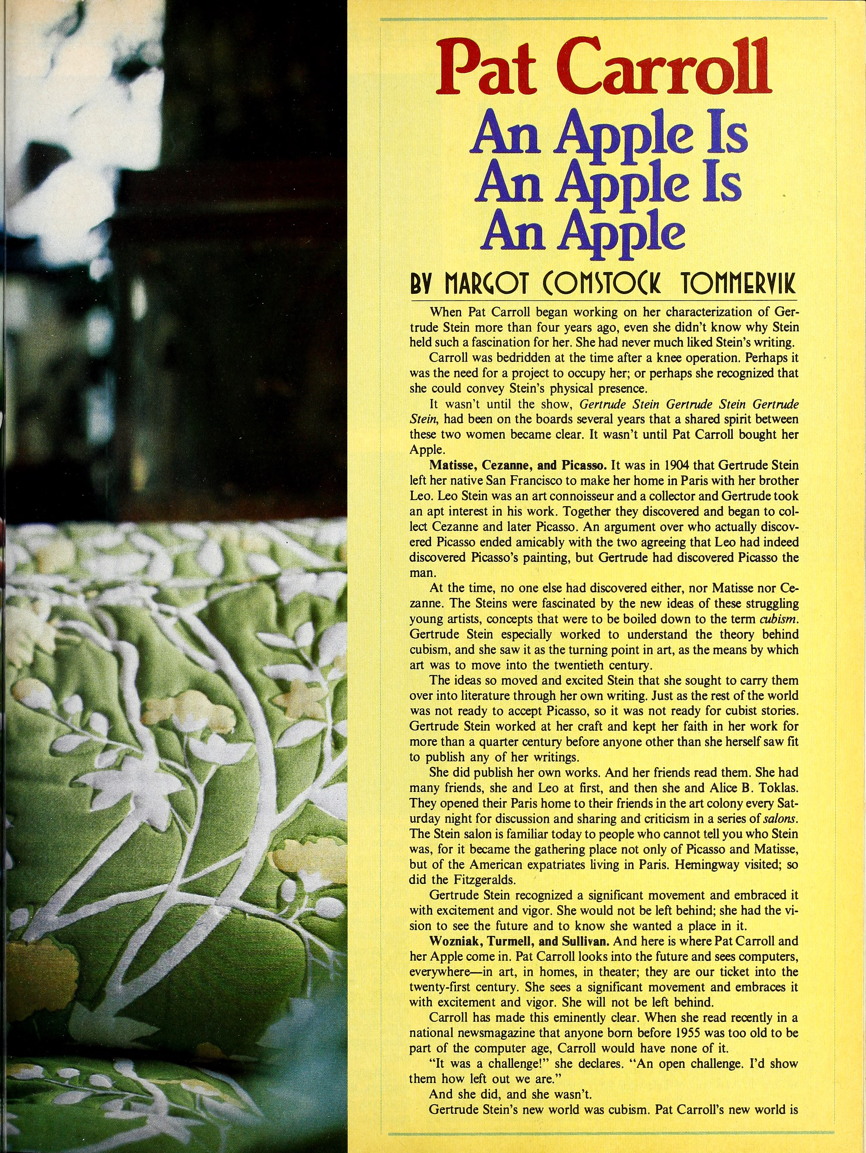 Pat Carroll
An Apple Is
An Apple Is
An Apple
BY MARGOT COMSTOCK TOMMERVIK
When Pat Carroll began working on her characterization of Ger-
trude Stein more than four years ago, even she didn't know why Stein
held such a fascination for her. She had never much liked Stein's writing.
Carroll was bedridden at the time after a knee operation. Perhaps it
was the need for a project to occupy her; or perhaps she recognized that
she could convey Stein's physical presence.
It wasn't until the show, Gertrude Stein Gertrude Stein Gertrude
Stein, had been on the boards several years that a shared spirit between
these two women became clear. It wasn't until Pat Carroll bought her
Apple.
Matisse, Cezanne, and Picasso. It was in 1904 that Gertrude Stein
left her native San Francisco to make her home in Paris with her brother
Leo. Leo Stein was an art connoisseur and a collector and Gertrude took
an apt interest in his work. Together they discovered and began to col-
lect Cezanne and later Picasso. An argument over who actually discov-
ered Picasso ended amicably with the two agreeing that Leo had indeed
discovered Picasso's painting, but Gertrude had discovered Picasso the
man.
At the time, no one else had discovered either, nor Matisse nor Ce-
zanne. The Steins were fascinated by the new ideas of these struggling
young artists, concepts that were to be boiled down to the term cubism.
Gertrude Stein especially worked to understand the theory behind
cubism, and she saw it as the turning point in art, as the means by which
art was to move into the twentieth century.
The ideas so moved and excited Stein that she sought to carry them
over into literature through her own writing. Just as the rest of the world
was not ready to accept Picasso, so it was not ready for cubist stories.
Gertrude Stein worked at her craft and kept her faith in her work for
more than a quarter century before anyone other than she herself saw fit
to publish any of her writings.
She did publish her own works. And her friends read them. She had
many friends, she and Leo at first, and then she and Alice B. Toklas.
They opened their Paris home to their friends in the art colony every Sat-
urday night for discussion and sharing and criticism in a series of salons.
The Stein salon is familiar today to people who cannot tell you who Stein
was, for it became the gathering place not only of Picasso and Matisse,
but of the American expatriates living in Paris. Hemingway visited; so
did the Fitzgeralds.
Gertrude Stein recognized a significant movement and embraced it
with excitement and vigor. She would not be left behind; she had the vi-
sion to see the future and to know she wanted a place in it.
Wozniak, Turmell, and Sullivan. And here is where Pat Carroll and
her Apple come in. Pat Carroll looks into the future and sees computers,
everywhere—in art, in homes, in theater; they are our ticket into the
twenty-first century. She sees a significant movement and embraces it
with excitement and vigor. She will not be left behind.
Carroll has made this eminently clear. When she read recently in a
national newsmagazine that anyone born before 1955 was too old to be
part of the computer age, Carroll would have none of it.
"It was a challenge!" she declares. "An open challenge. I'd show
them how left out we are."
And she did, and she wasn't.
Gertrude Stein's new world was cubism. Pat Carroll's new world is